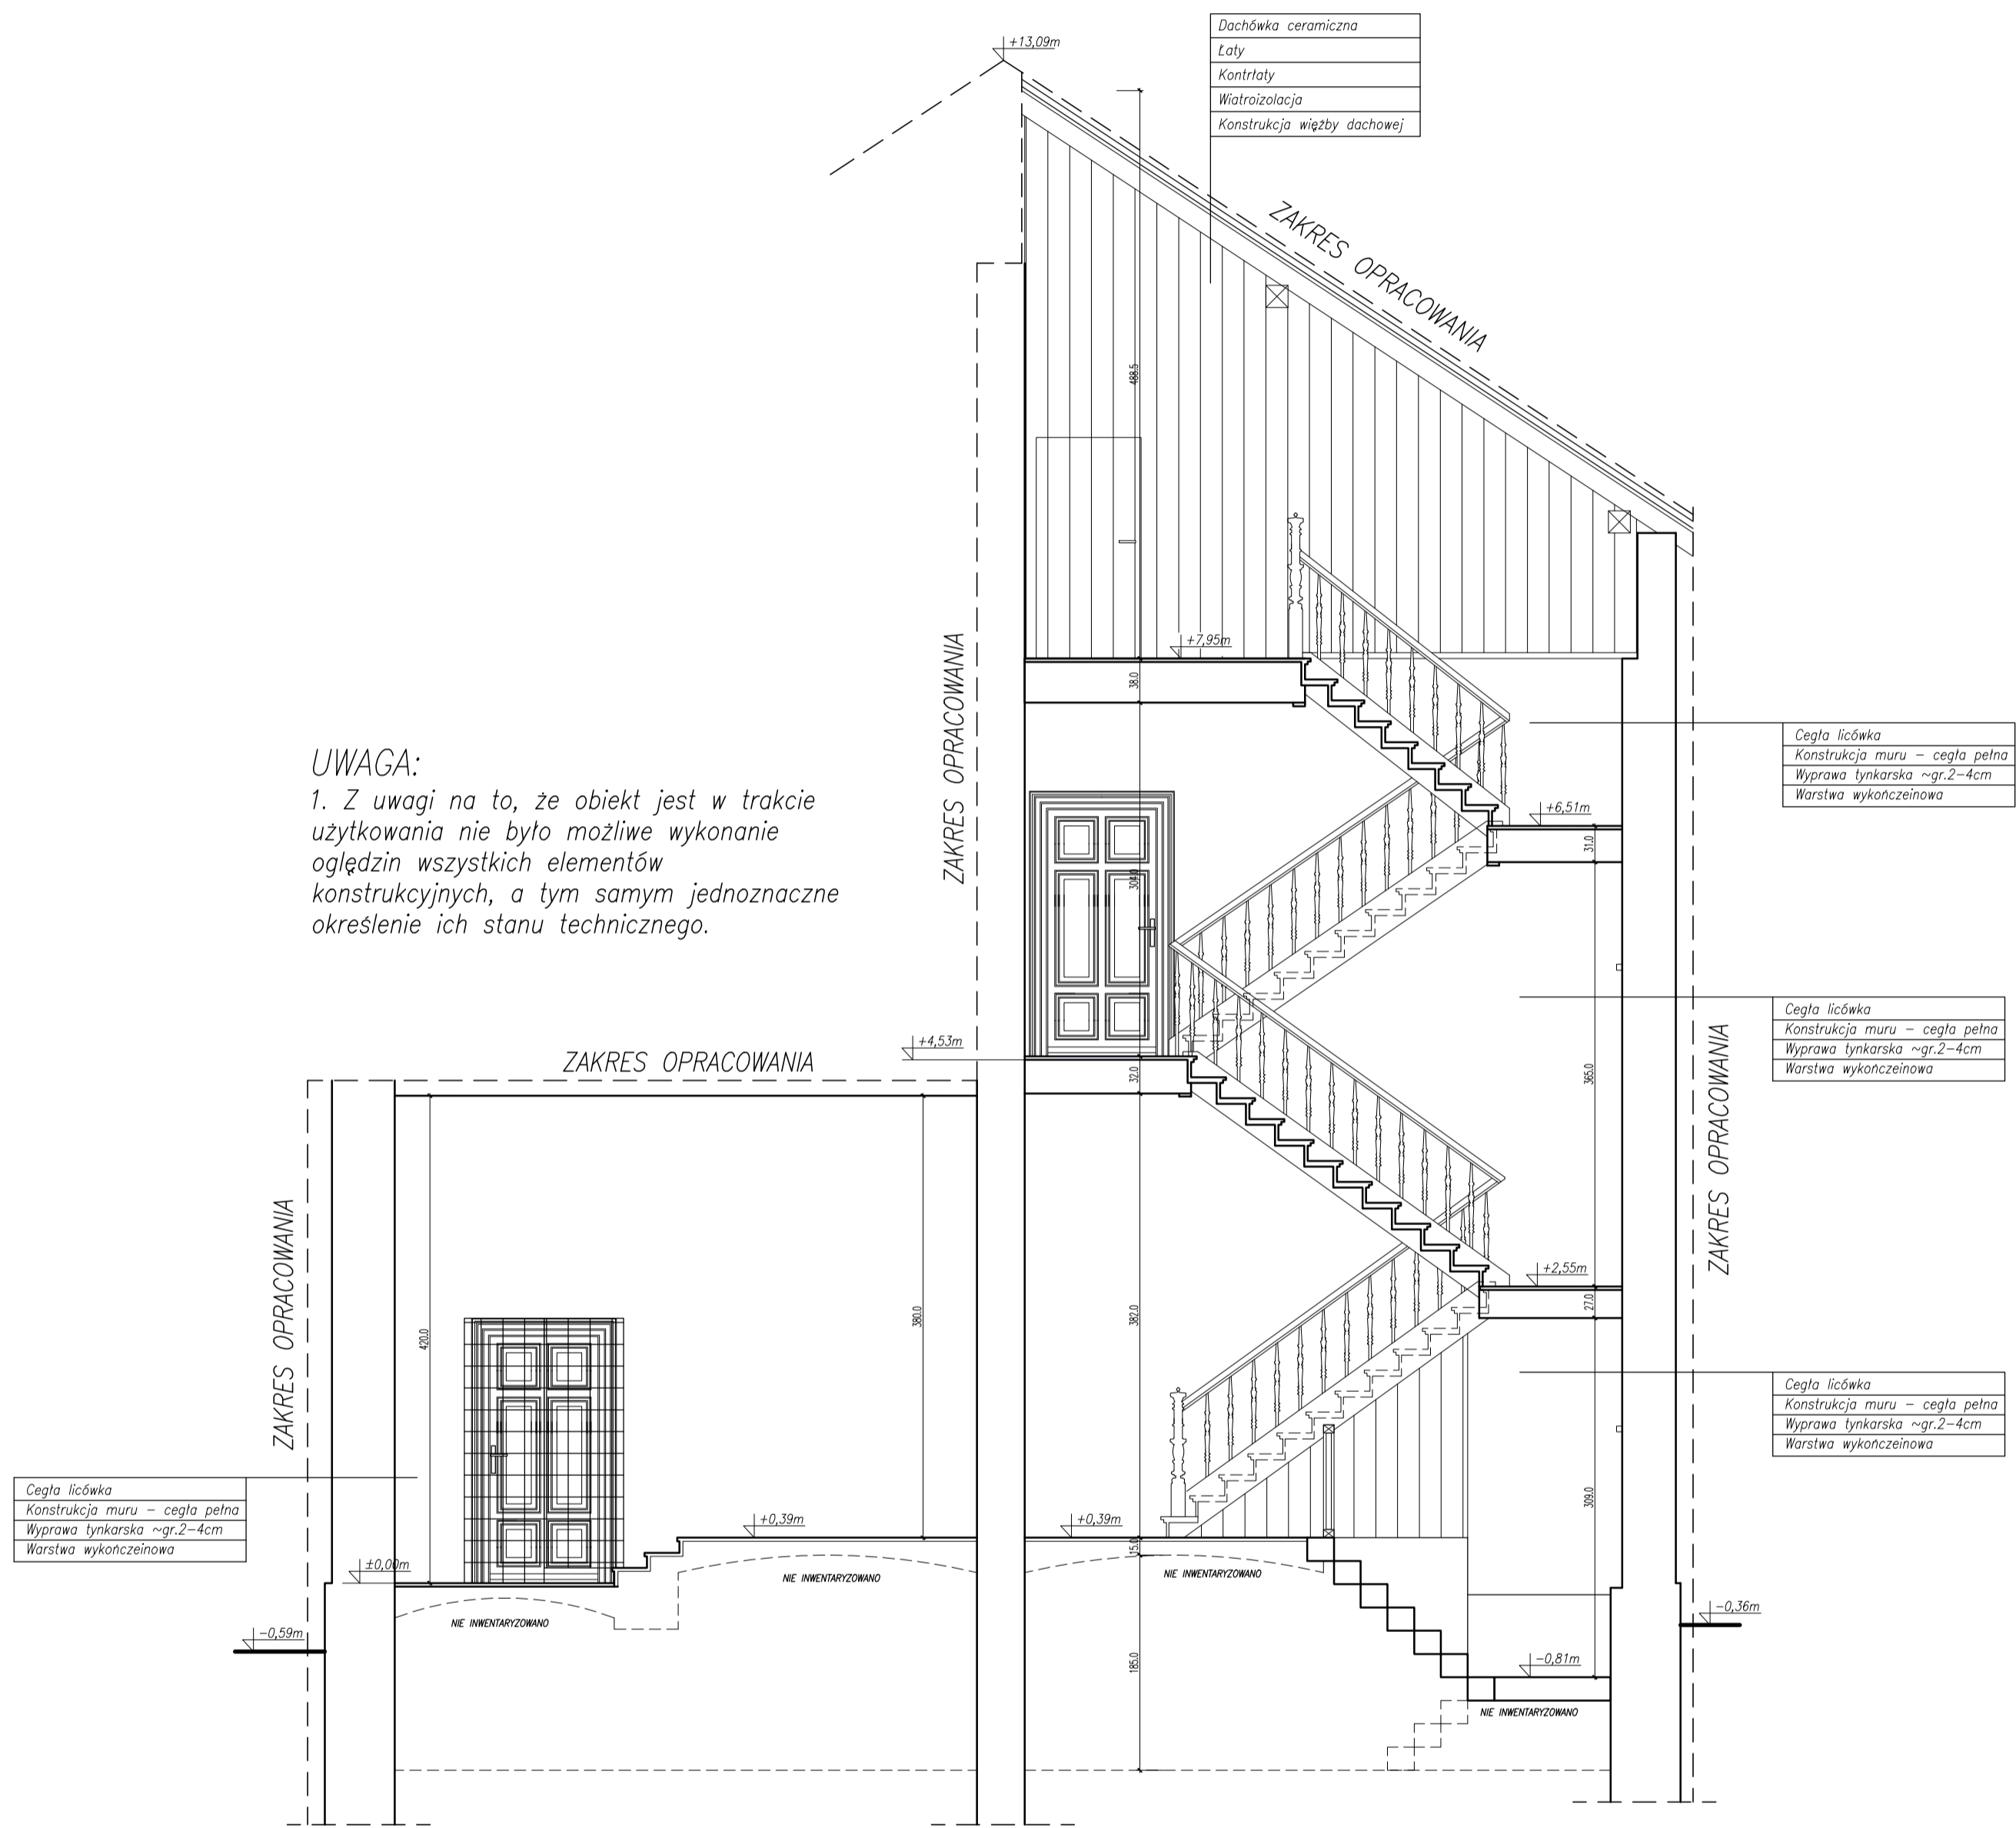 +13,09m
Dachówka ceramiczna
Łaty
Kontrłaty
Wiatroizolacja
Konstrukcja więźby dachowej
ZAKRES OPRACOWANIA
488.5
+7,95m
38.0
ZAKRES OPRACOWANIA
UWAGA:
1. Z uwagi na to, że obiekt jest w trakcie
użytkowania nie było możliwe wykonanie
oględzin wszystkich elementów
konstrukcyjnych, a tym samym jednoznaczne
określenie ich stanu technicznego.
Cegła licówka
Konstrukcja muru – cegła pełna
Wyprawa tynkarska ~gr.2–4cm
Warstwa wykończeinowa
+6,51m
31.0
304.0
Cegła licówka
Konstrukcja muru – cegła pełna
Wyprawa tynkarska ~gr.2–4cm
Warstwa wykończeinowa
+4,53m
ZAKRES OPRACOWANIA
32.0
365.0
ZAKRES OPRACOWANIA
ZAKRES OPRACOWANIA
+2,55m
27.0
420.0
380.0
382.0
Cegła licówka
Konstrukcja muru – cegła pełna
Wyprawa tynkarska ~gr.2–4cm
Warstwa wykończeinowa
Cegła licówka
Konstrukcja muru – cegła pełna
Wyprawa tynkarska ~gr.2–4cm
Warstwa wykończeinowa
309.0
+0,39m
+0,39m
15.0
±0,00m
NIE INWENTARYZOWANO
NIE INWENTARYZOWANO
NIE INWENTARYZOWANO
–0,59m
–0,36m
185.0
–0,81m
NIE INWENTARYZOWANO